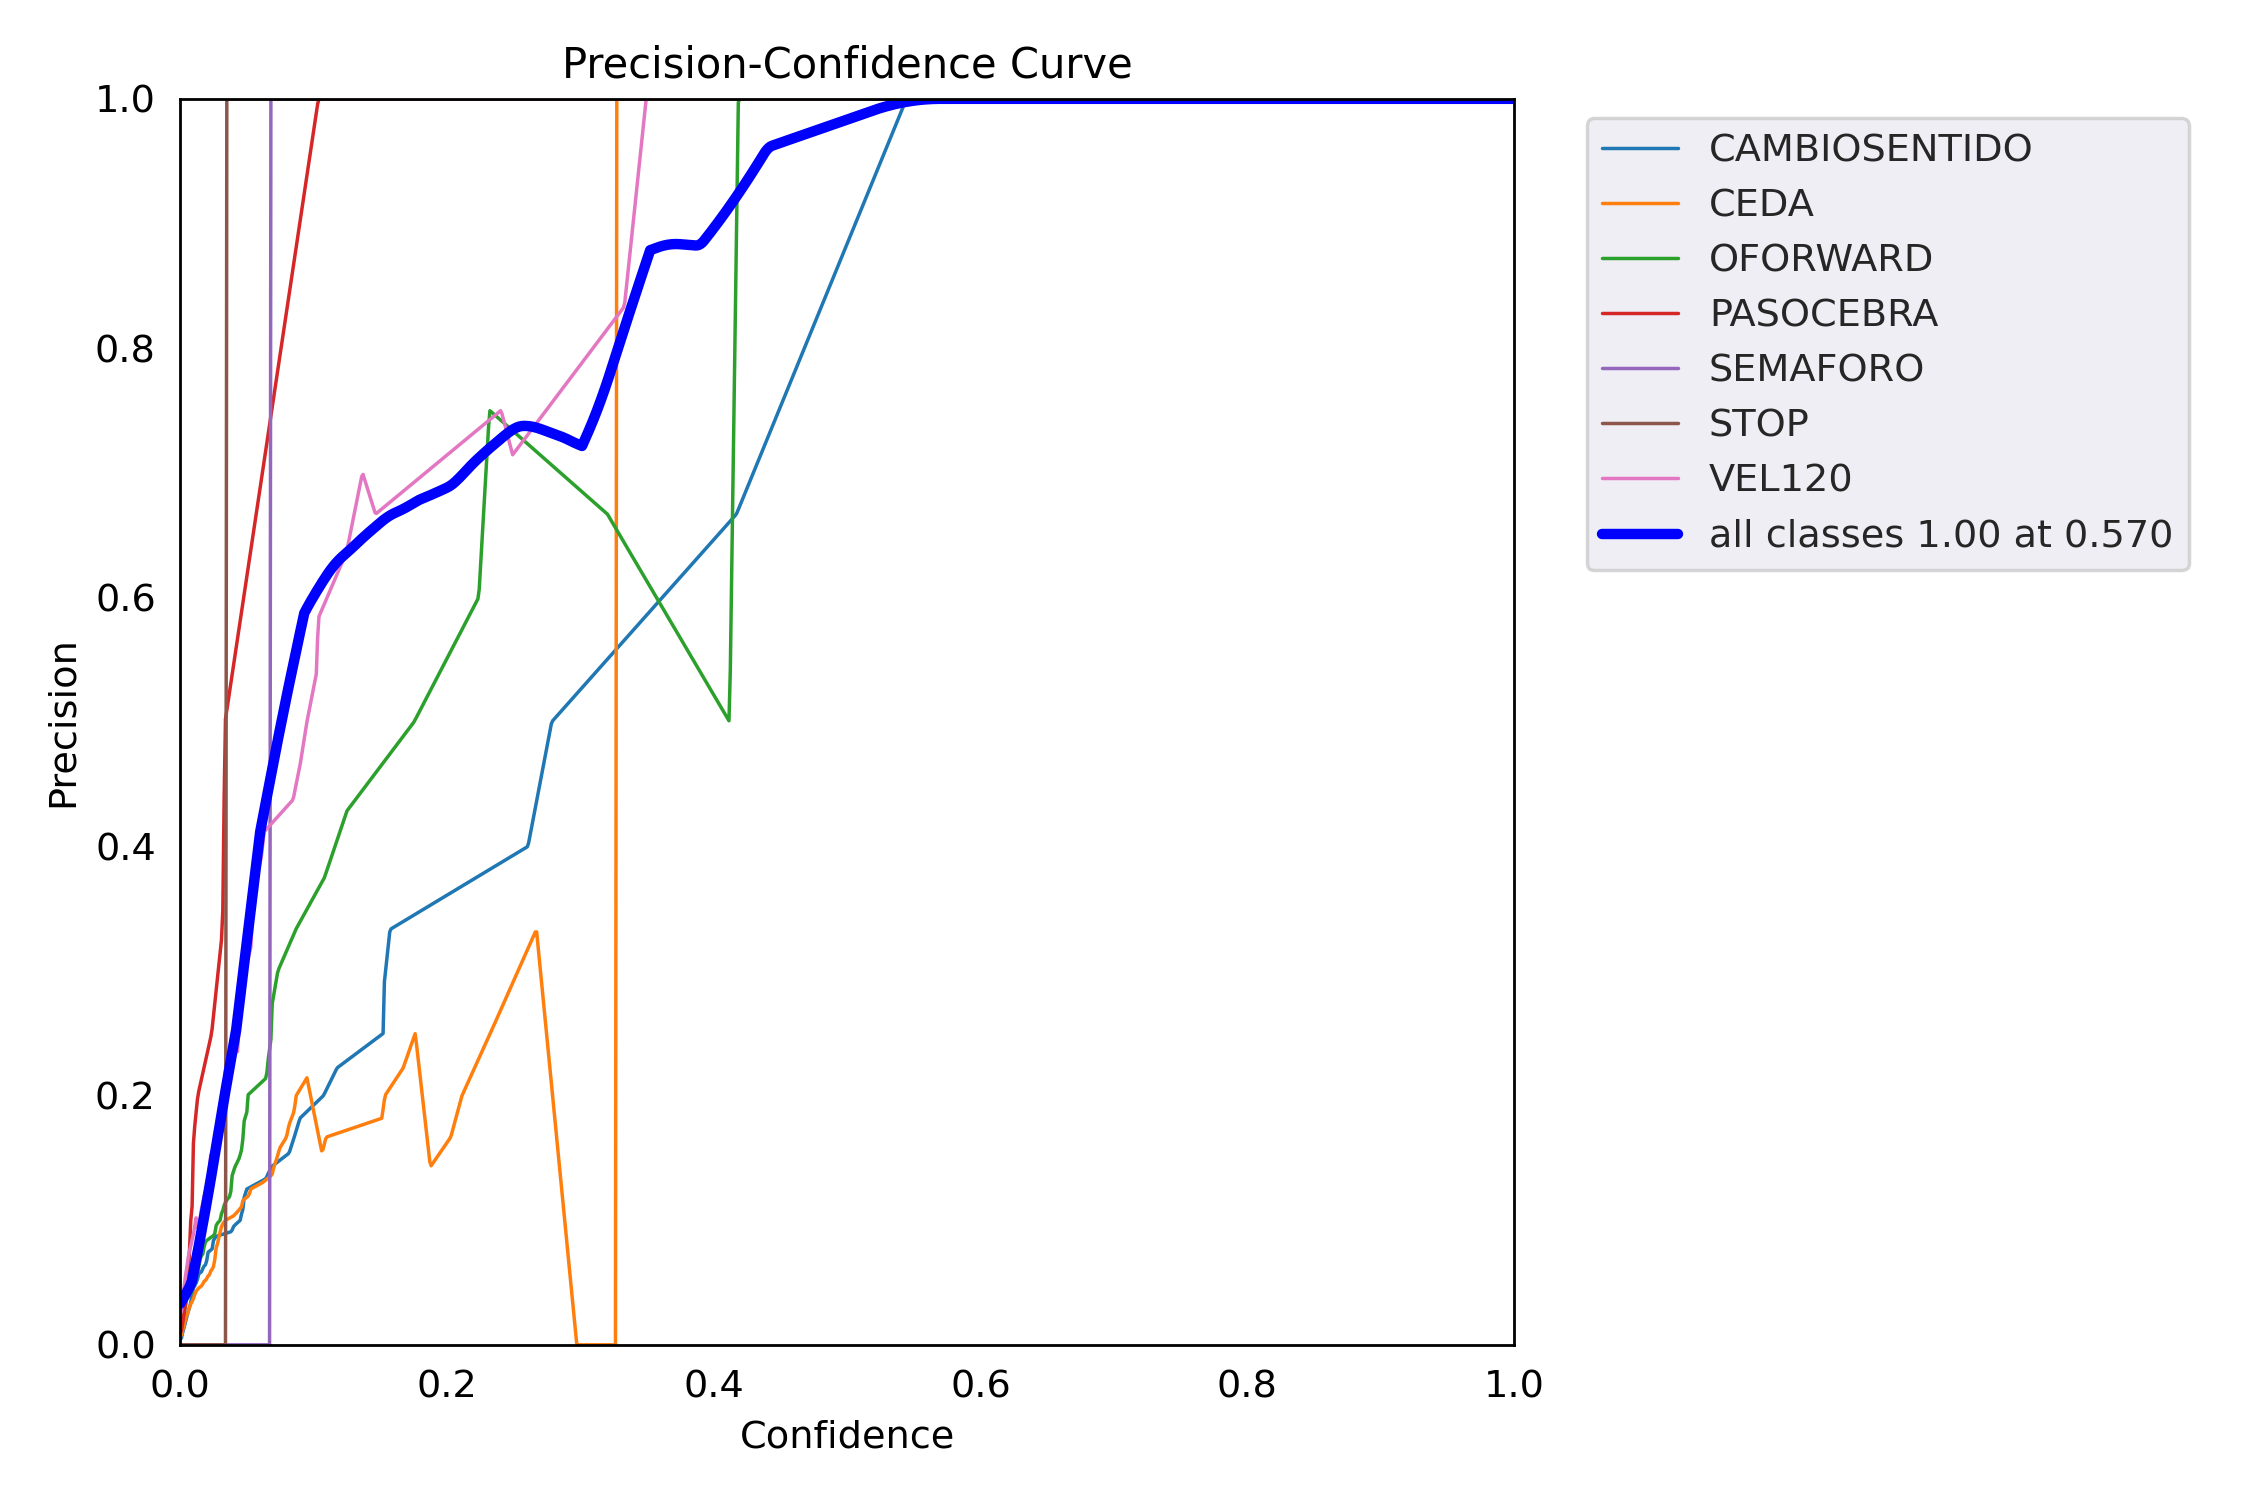 Precision-Confidence Curve
1.0
0.8
0.6
0.4
0.2
0.0
Precision
0.0 0.2 0.4 0.6 0.8 1.0
Confidence
CAMBIOSENTIDO
CEDA
OFORWARD
PASOCEBRA
SEMAFORO
STOP
VEL120
all classes 1.00 at 0.570